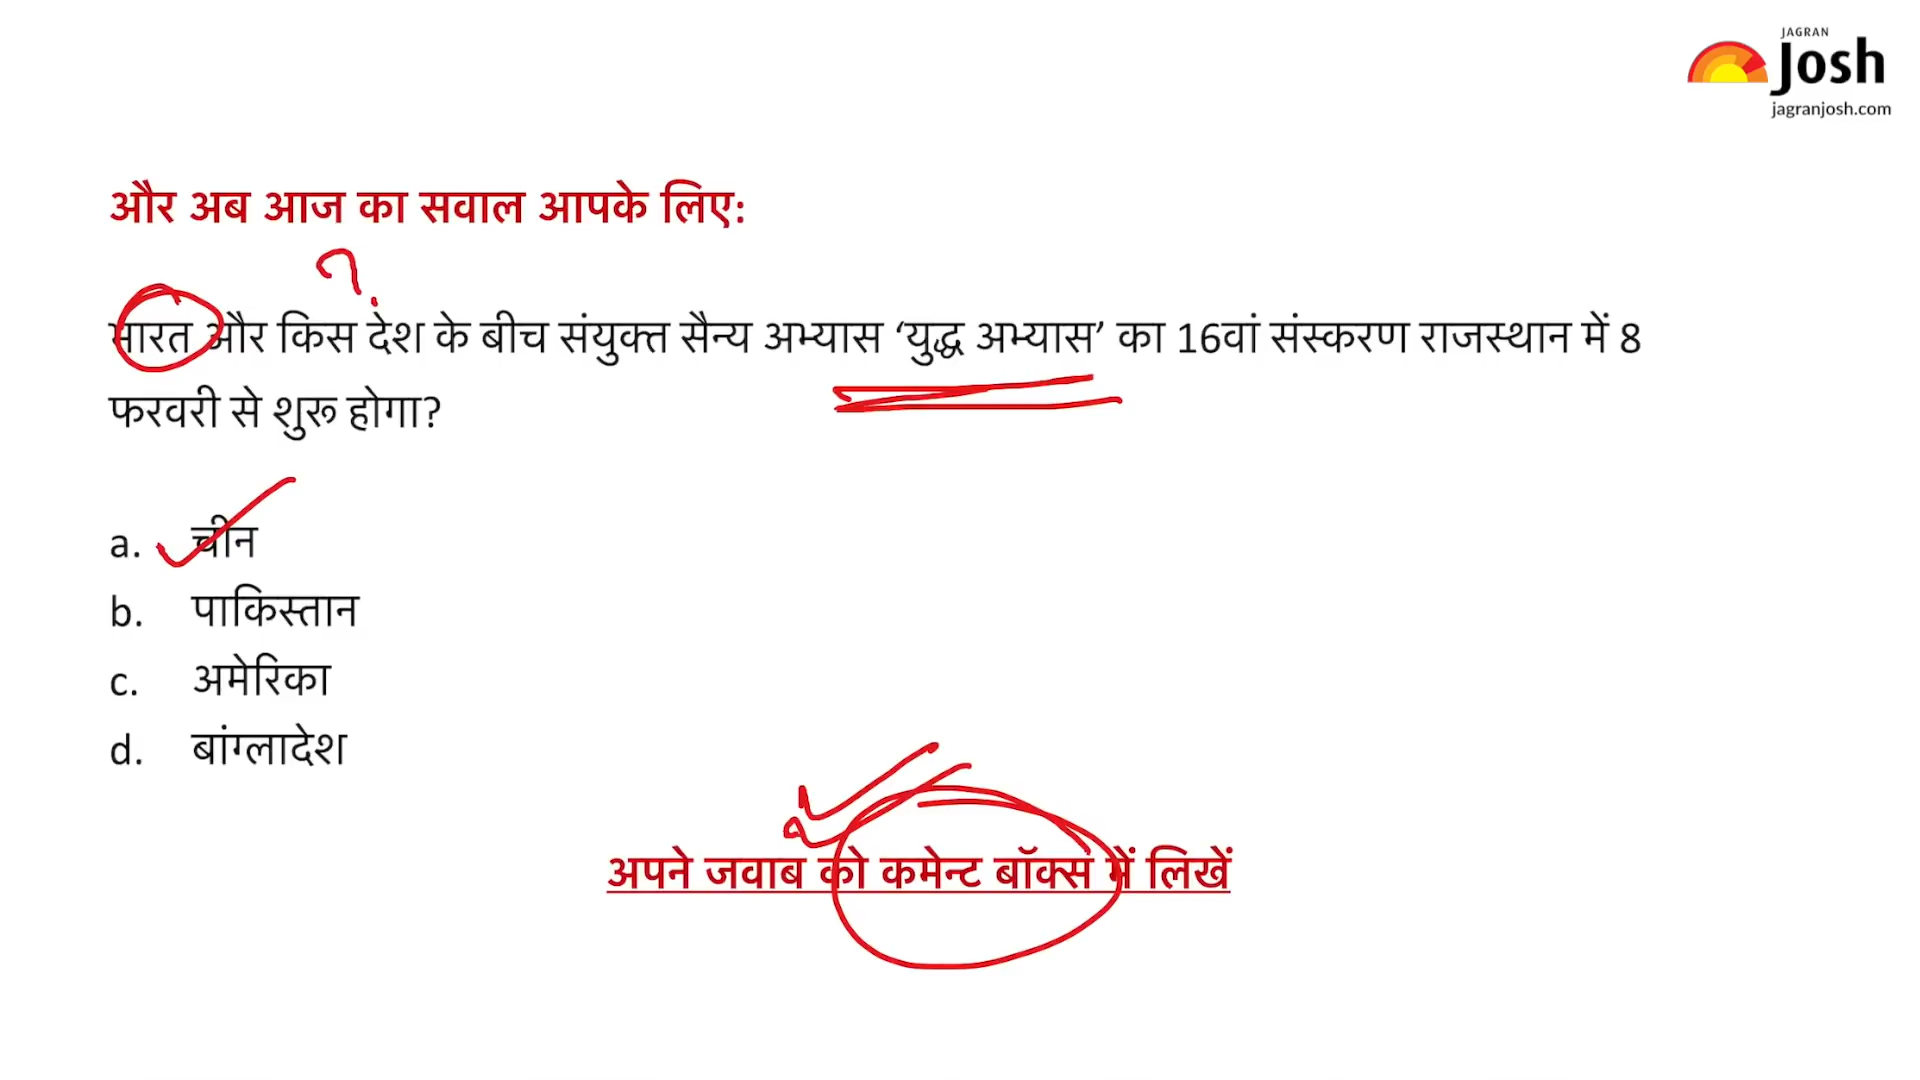 JAGRAN
Josh
jagranjosh.com
और अब आज का सवाल आपके लिए:
?
भारत और किस देश के बीच संयुक्त सैन्य अभ्यास ‘युद्ध अभ्यास’ का 16वां संस्करण राजस्थान में 8
फरवरी से शुरू होगा?
a. चीन
b. पाकिस्तान
c. अमेरिका
d. बांग्लादेश
अपने जवाब को कमेन्ट बॉक्स में लिखें